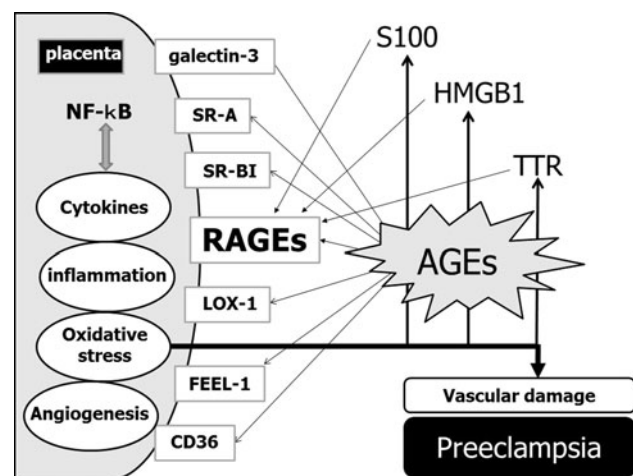 placenta
galectin-3
S100
NF-kB
SR-A
HMGB1
SR-BI
TTR
Cytokines
RAGEs
AGEs
inflammation
LOX-1
Oxidative
stress
FEEL-1
Vascular damage
Angiogenesis
CD36
Preeclampsia